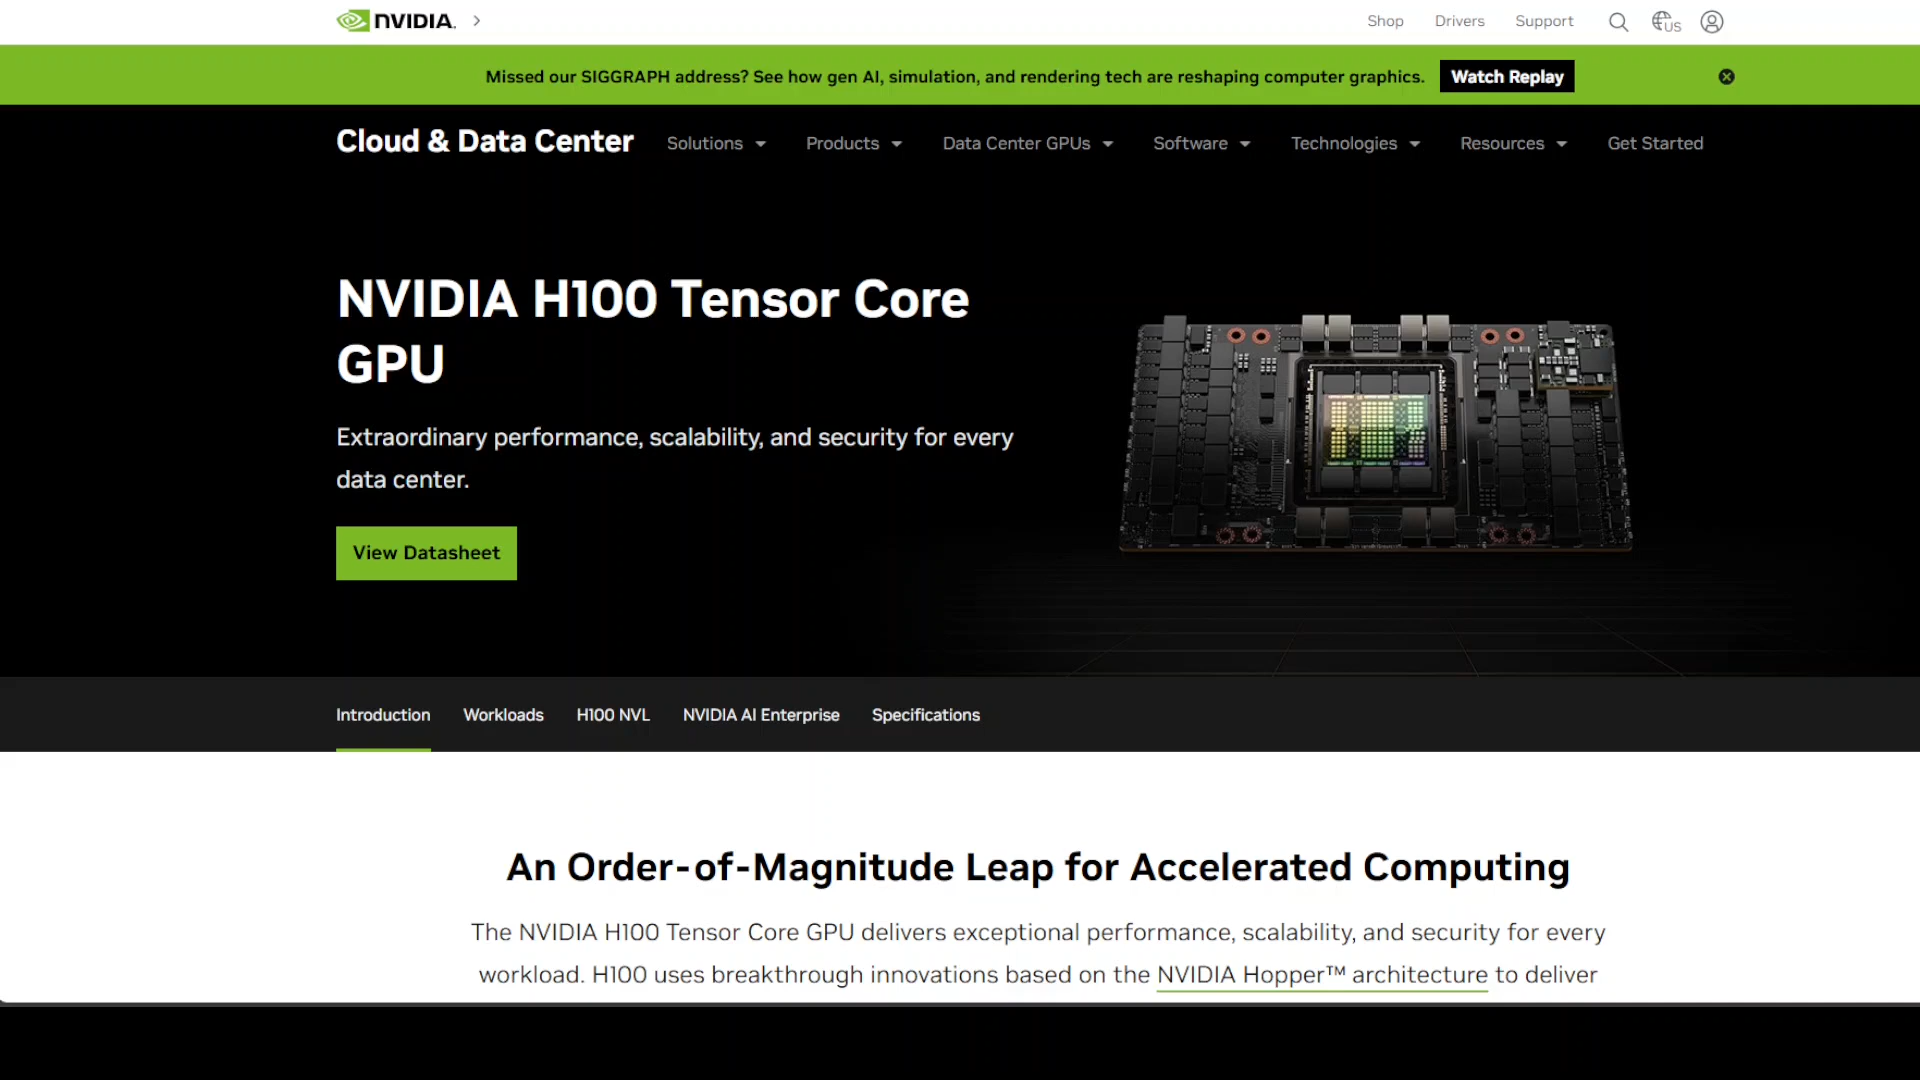 NVIDIA.
Shop Drivers Support US
Missed our SIGGRAPH address? See how gen AI, simulation, and rendering tech are reshaping computer graphics. Watch Replay
Cloud & Data Center Solutions Products Data Center GPUs Software Technologies Resources Get Started
NVIDIA H100 Tensor Core
GPU
Extraordinary performance, scalability, and security for every
data center.
View Datasheet
Introduction Workloads H100 NVL NVIDIA AI Enterprise Specifications
An Order-of-Magnitude Leap for Accelerated Computing
The NVIDIA H100 Tensor Core GPU delivers exceptional performance, scalability, and security for every
workload. H100 uses breakthrough innovations based on the NVIDIA Hopper™ architecture to deliver